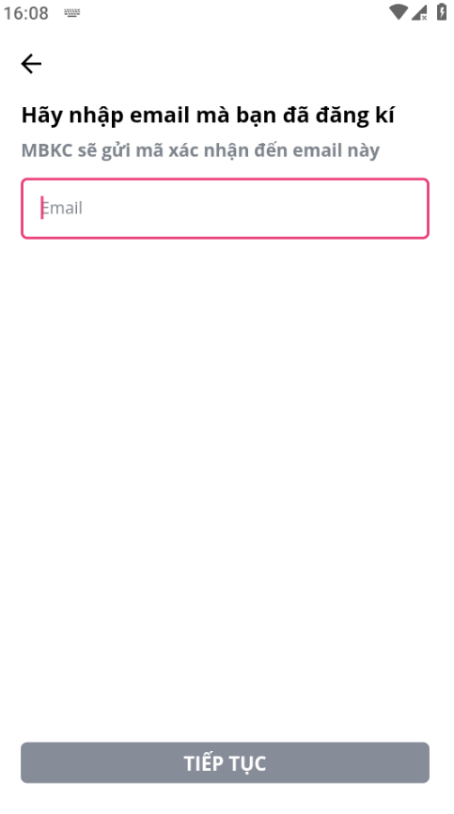 16:08
Hãy nhập email mà bạn đã đăng kí
MBKC sẽ gửi mã xác nhận đến email này
Email
TIẾP TỤC